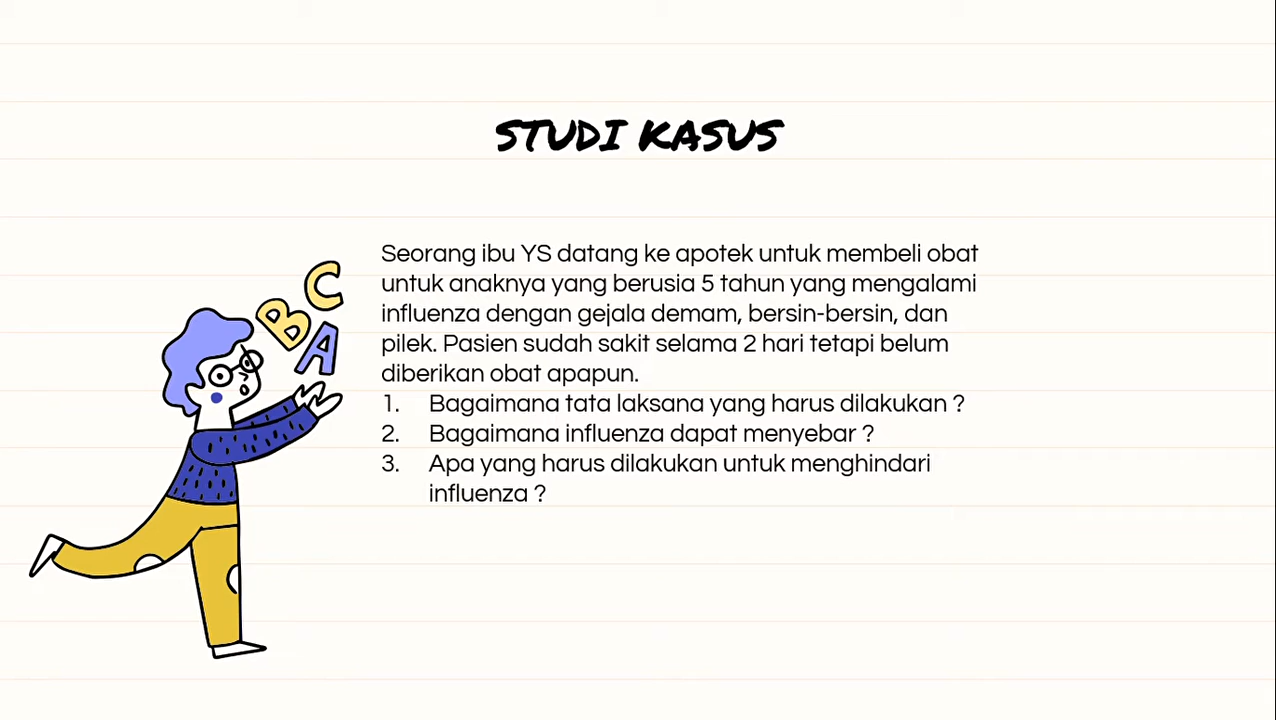 STUDI KASUS
C
B
A
Seorang ibu YS datang ke apotek untuk membeli obat
untuk anaknya yang berusia 5 tahun yang mengalami
influenza dengan gejala demam, bersin-bersin, dan
pilek. Pasien sudah sakit selama 2 hari tetapi belum
diberikan obat apapun.
1. Bagaimana tata laksana yang harus dilakukan ?
2. Bagaimana influenza dapat menyebar ?
3. Apa yang harus dilakukan untuk menghindari
influenza ?